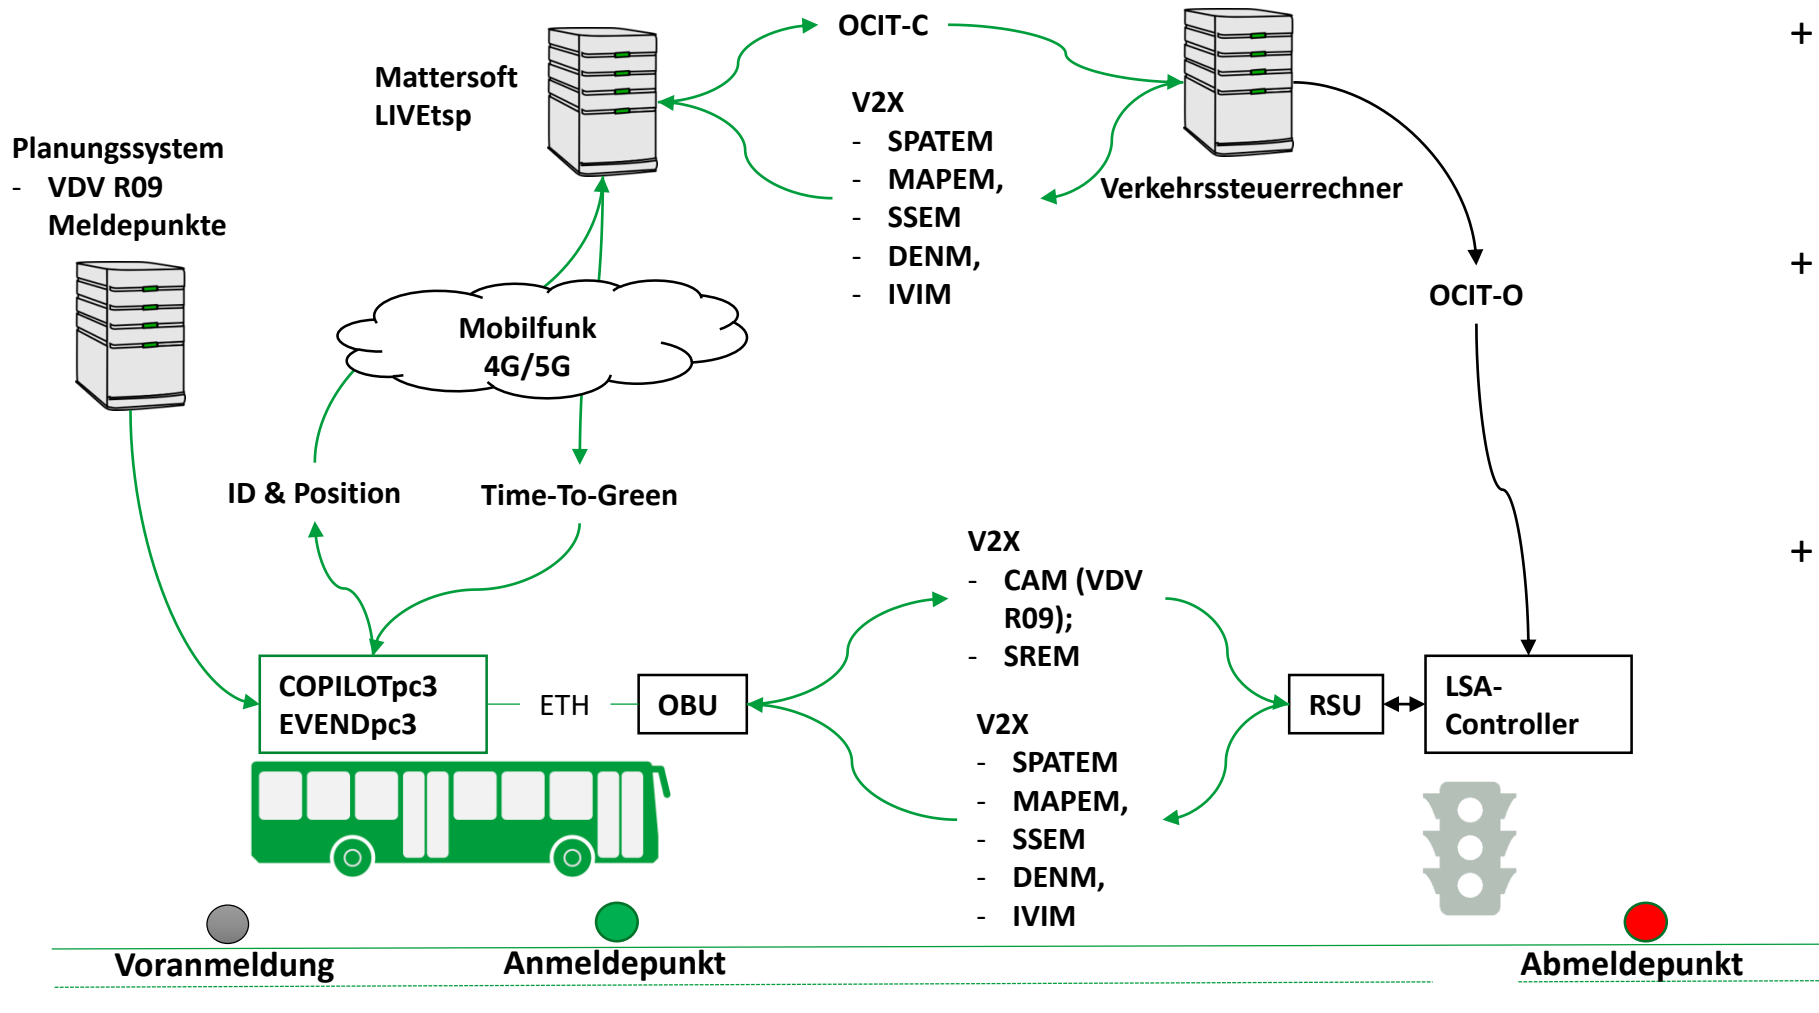 OCIT-C
Mattersoft
LIVEtsp
V2X
- SPATEM
- MAPEM,
- SSEM
- DENM,
- IVIM
Planungssystem
- VDV R09
Meldepunkte
Verkehrssteuerrechner
+
+
+
OCIT-O
Mobilfunk
4G/5G
ID & Position
Time-To-Green
V2X
- CAM (VDV
R09);
- SREM
COPILOTpc3
EVENDpc3
ETH
OBU
RSU
LSA-
Controller
V2X
- SPATEM
- MAPEM,
- SSEM
- DENM,
- IVIM
Voranmeldung
Anmeldepunkt
Abmeldepunkt